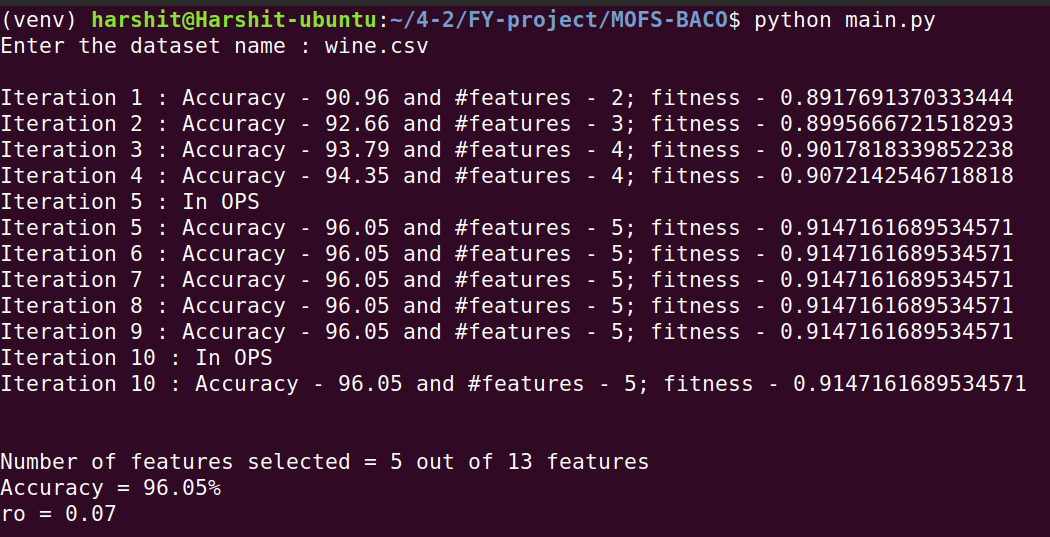 (venv) harshit@Harshit-ubuntu:~/4-2/FY-project/MOFS-BACO$ python main.py
Enter the dataset name : wine.csv
Iteration 1 : Accuracy - 90.96 and #features - 2; fitness - 0.8917691370333444
Iteration 2 : Accuracy - 92.66 and #features - 3; fitness - 0.8995666721518293
Iteration 3 : Accuracy - 93.79 and #features - 4; fitness - 0.9017818339852238
Iteration 4 : Accuracy - 94.35 and #features - 4; fitness - 0.9072142546718818
Iteration 5 : In OPS
Iteration 5 : Accuracy - 96.05 and #features - 5; fitness - 0.9147161689534571
Iteration 6 : Accuracy - 96.05 and #features - 5; fitness - 0.9147161689534571
Iteration 7 : Accuracy - 96.05 and #features - 5; fitness - 0.9147161689534571
Iteration 8 : Accuracy - 96.05 and #features - 5; fitness - 0.9147161689534571
Iteration 9 : Accuracy - 96.05 and #features - 5; fitness - 0.9147161689534571
Iteration 10 : In OPS
Iteration 10 : Accuracy - 96.05 and #features - 5; fitness - 0.9147161689534571
Number of features selected = 5 out of 13 features
Accuracy = 96.05%
ro = 0.07